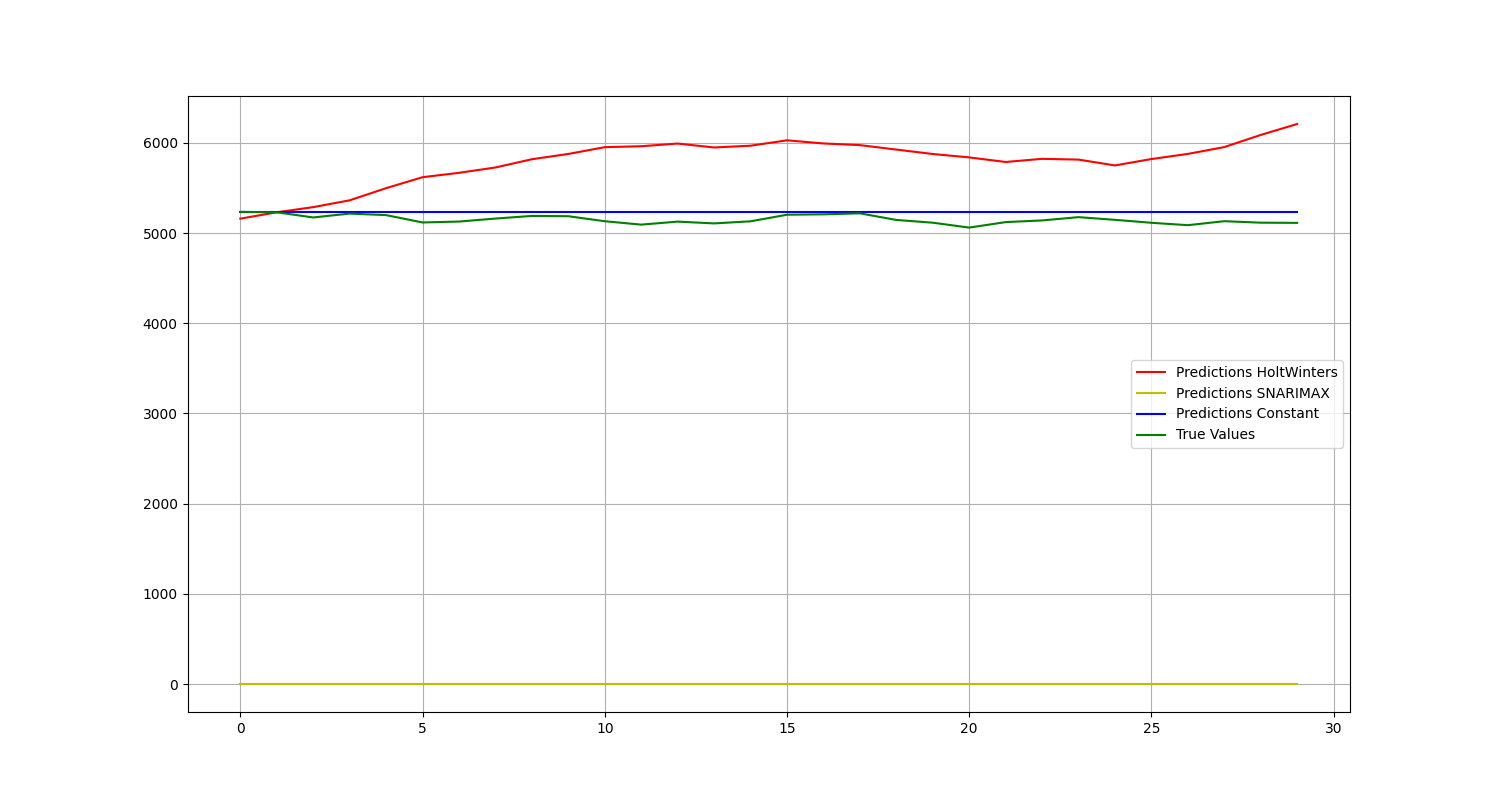 6000
5000
4000
3000
2000
1000
0
0 5 10 15 20 25 30
Predictions HoltWinters
Predictions SNARIMAX
Predictions Constant
True Values